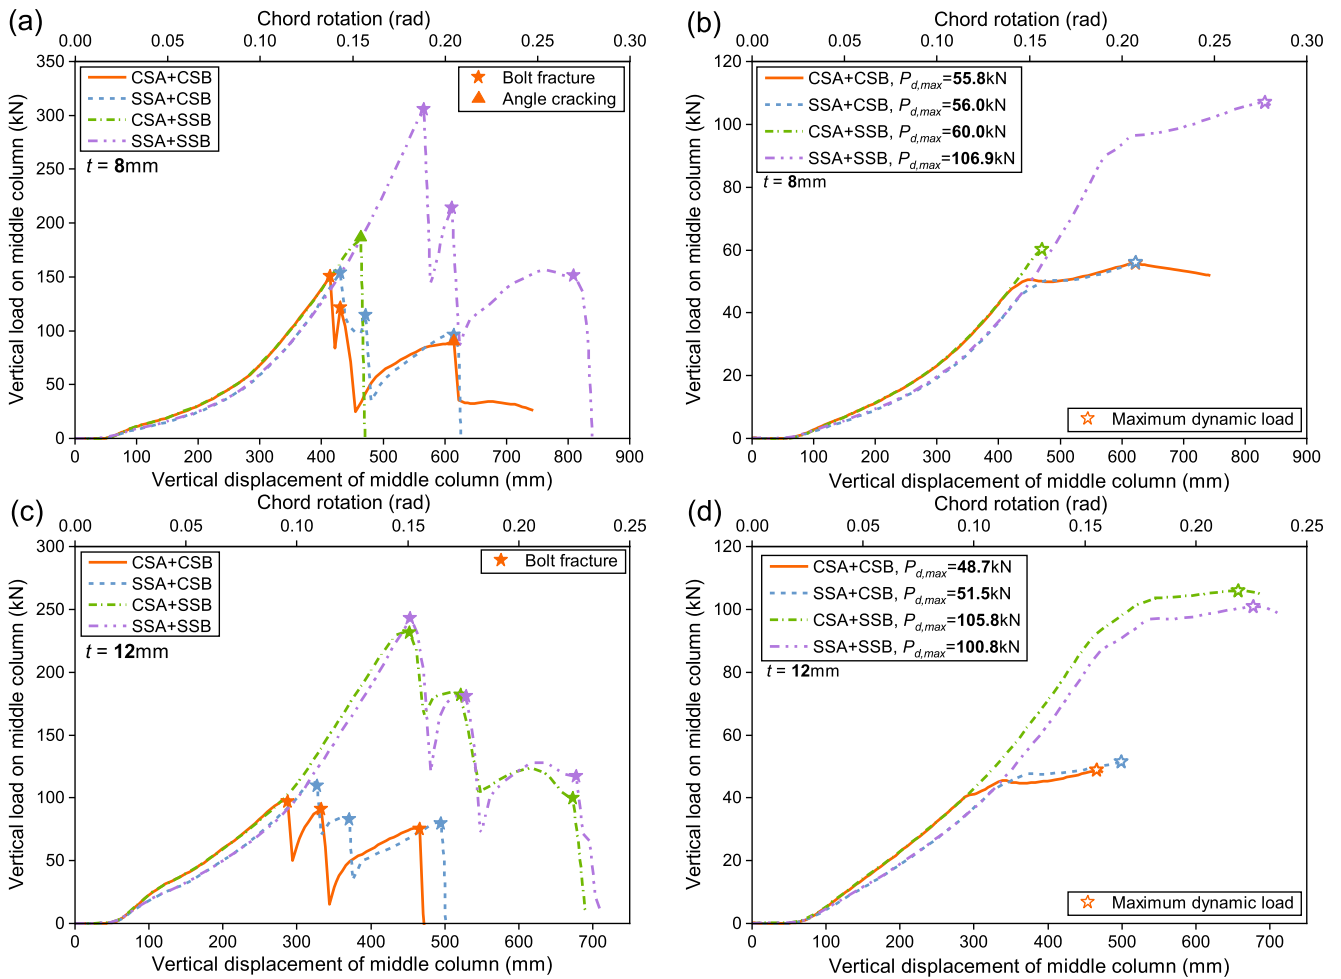 (a)
Chord rotation (rad)
0.00 0.05 0.10 0.15 0.20 0.25 0.30
350
300
250
200
150
100
50
0
Vertical load on middle column (kN)
CSA+CSB
SSA+CSB
CSA+SSB
SSA+SSB
t = 8mm
Bolt fracture
Angle cracking
0 100 200 300 400 500 600 700 800 900
Vertical displacement of middle column (mm)
(b)
Chord rotation (rad)
0.00 0.05 0.10 0.15 0.20 0.25 0.30
120
100
80
60
40
20
0
Vertical load on middle column (kN)
CSA+CSB, Pd,max=55.8kN
SSA+CSB, Pd,max=56.0kN
CSA+SSB, Pd,max=60.0kN
SSA+SSB, Pd,max=106.9kN
t = 8mm
Maximum dynamic load
0 100 200 300 400 500 600 700 800 900
Vertical displacement of middle column (mm)
(c)
Chord rotation (rad)
0.00 0.05 0.10 0.15 0.20 0.25
300
250
200
150
100
50
0
Vertical load on middle column (kN)
CSA+CSB
SSA+CSB
CSA+SSB
SSA+SSB
t = 12mm
Bolt fracture
0 100 200 300 400 500 600 700
Vertical displacement of middle column (mm)
(d)
Chord rotation (rad)
0.00 0.05 0.10 0.15 0.20 0.25
120
100
80
60
40
20
0
Vertical load on middle column (kN)
CSA+CSB, Pd,max=48.7kN
SSA+CSB, Pd,max=51.5kN
CSA+SSB, Pd,max=105.8kN
SSA+SSB, Pd,max=100.8kN
t = 12mm
Maximum dynamic load
0 100 200 300 400 500 600 700
Vertical displacement of middle column (mm)